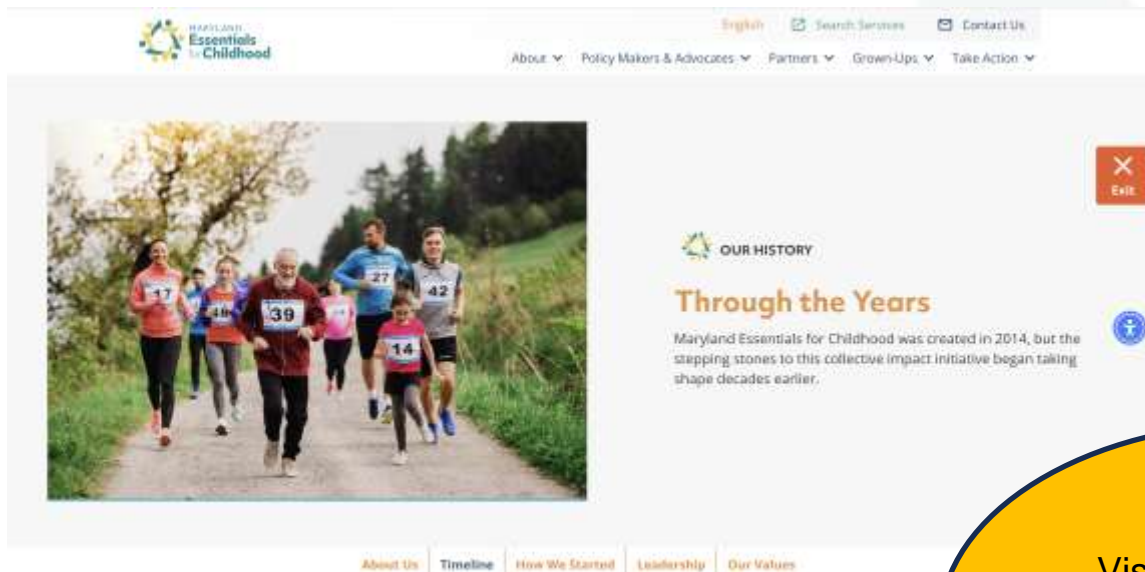 MARYLAND
Essentials
for Childhood
English Search Services Contact Us
About Policy Makers & Advocates Partners Grown-Ups Take Action
Exit
17
48
39
27
42
14
OUR HISTORY
Through the Years
Maryland Essentials for Childhood was created in 2014, but the
stepping stones to this collective impact initiative began taking
shape decades earlier.
About Us Timeline How We Started Leadership Our Values